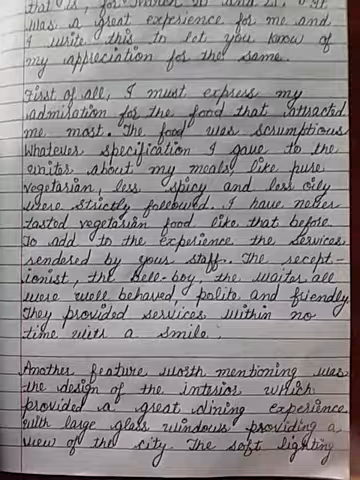 that is, for March 20 and 21. It
was a great experience for me and
I write this to let you know of
my appreciation for the same.
First of all, I must express my
admiration for the food that attracted
me most. The food was scrumptious
Whatever specification I gave to the
waiter about my meals, like pure
vegetarian, less spicy and less oily
were strictly followed. I have never
tasted vegetarian food like that before
To add to the experience the services
rendered by your staff. The recept-
ionist, the bell-boy, the waiter all
were well behaved, polite and friendly
They provided services within no
time with a smile.
Another feature worth mentioning was
the design of the interior which
provided a great dining experience
with large glass windows providing a
view of the city. The soft lighting